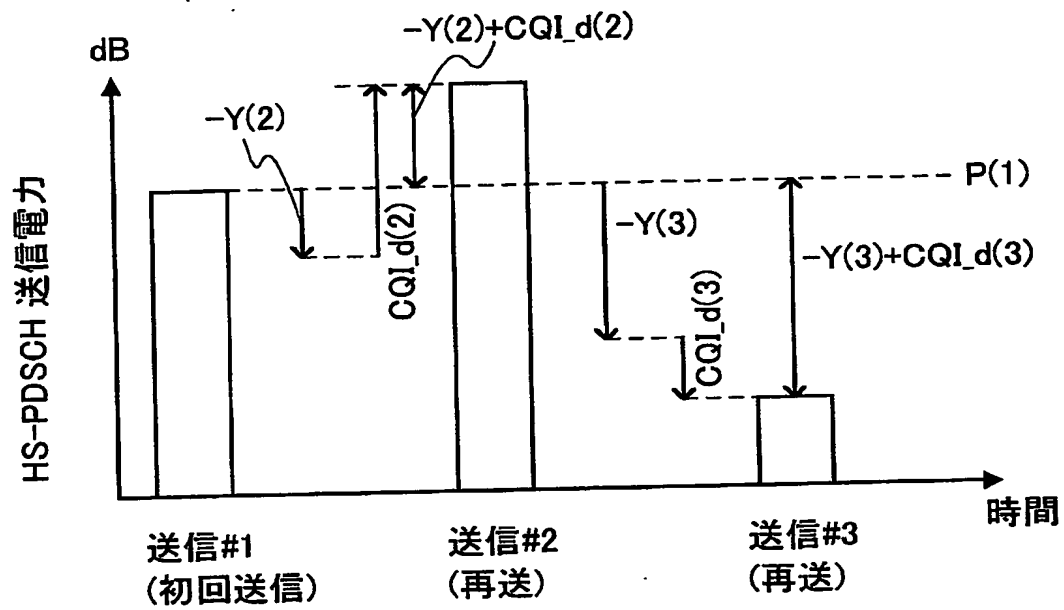 -Y(2)+CQI_d(2)
dB
-Y(2)
P(1)
HS-PDSCH 送信電力
CQI_d(2)
-Y(3)
-Y(3)+CQI_d(3)
CQI_d(3)
時間
送信#1
(初回送信)
送信#2
(再送)
送信#3
(再送)